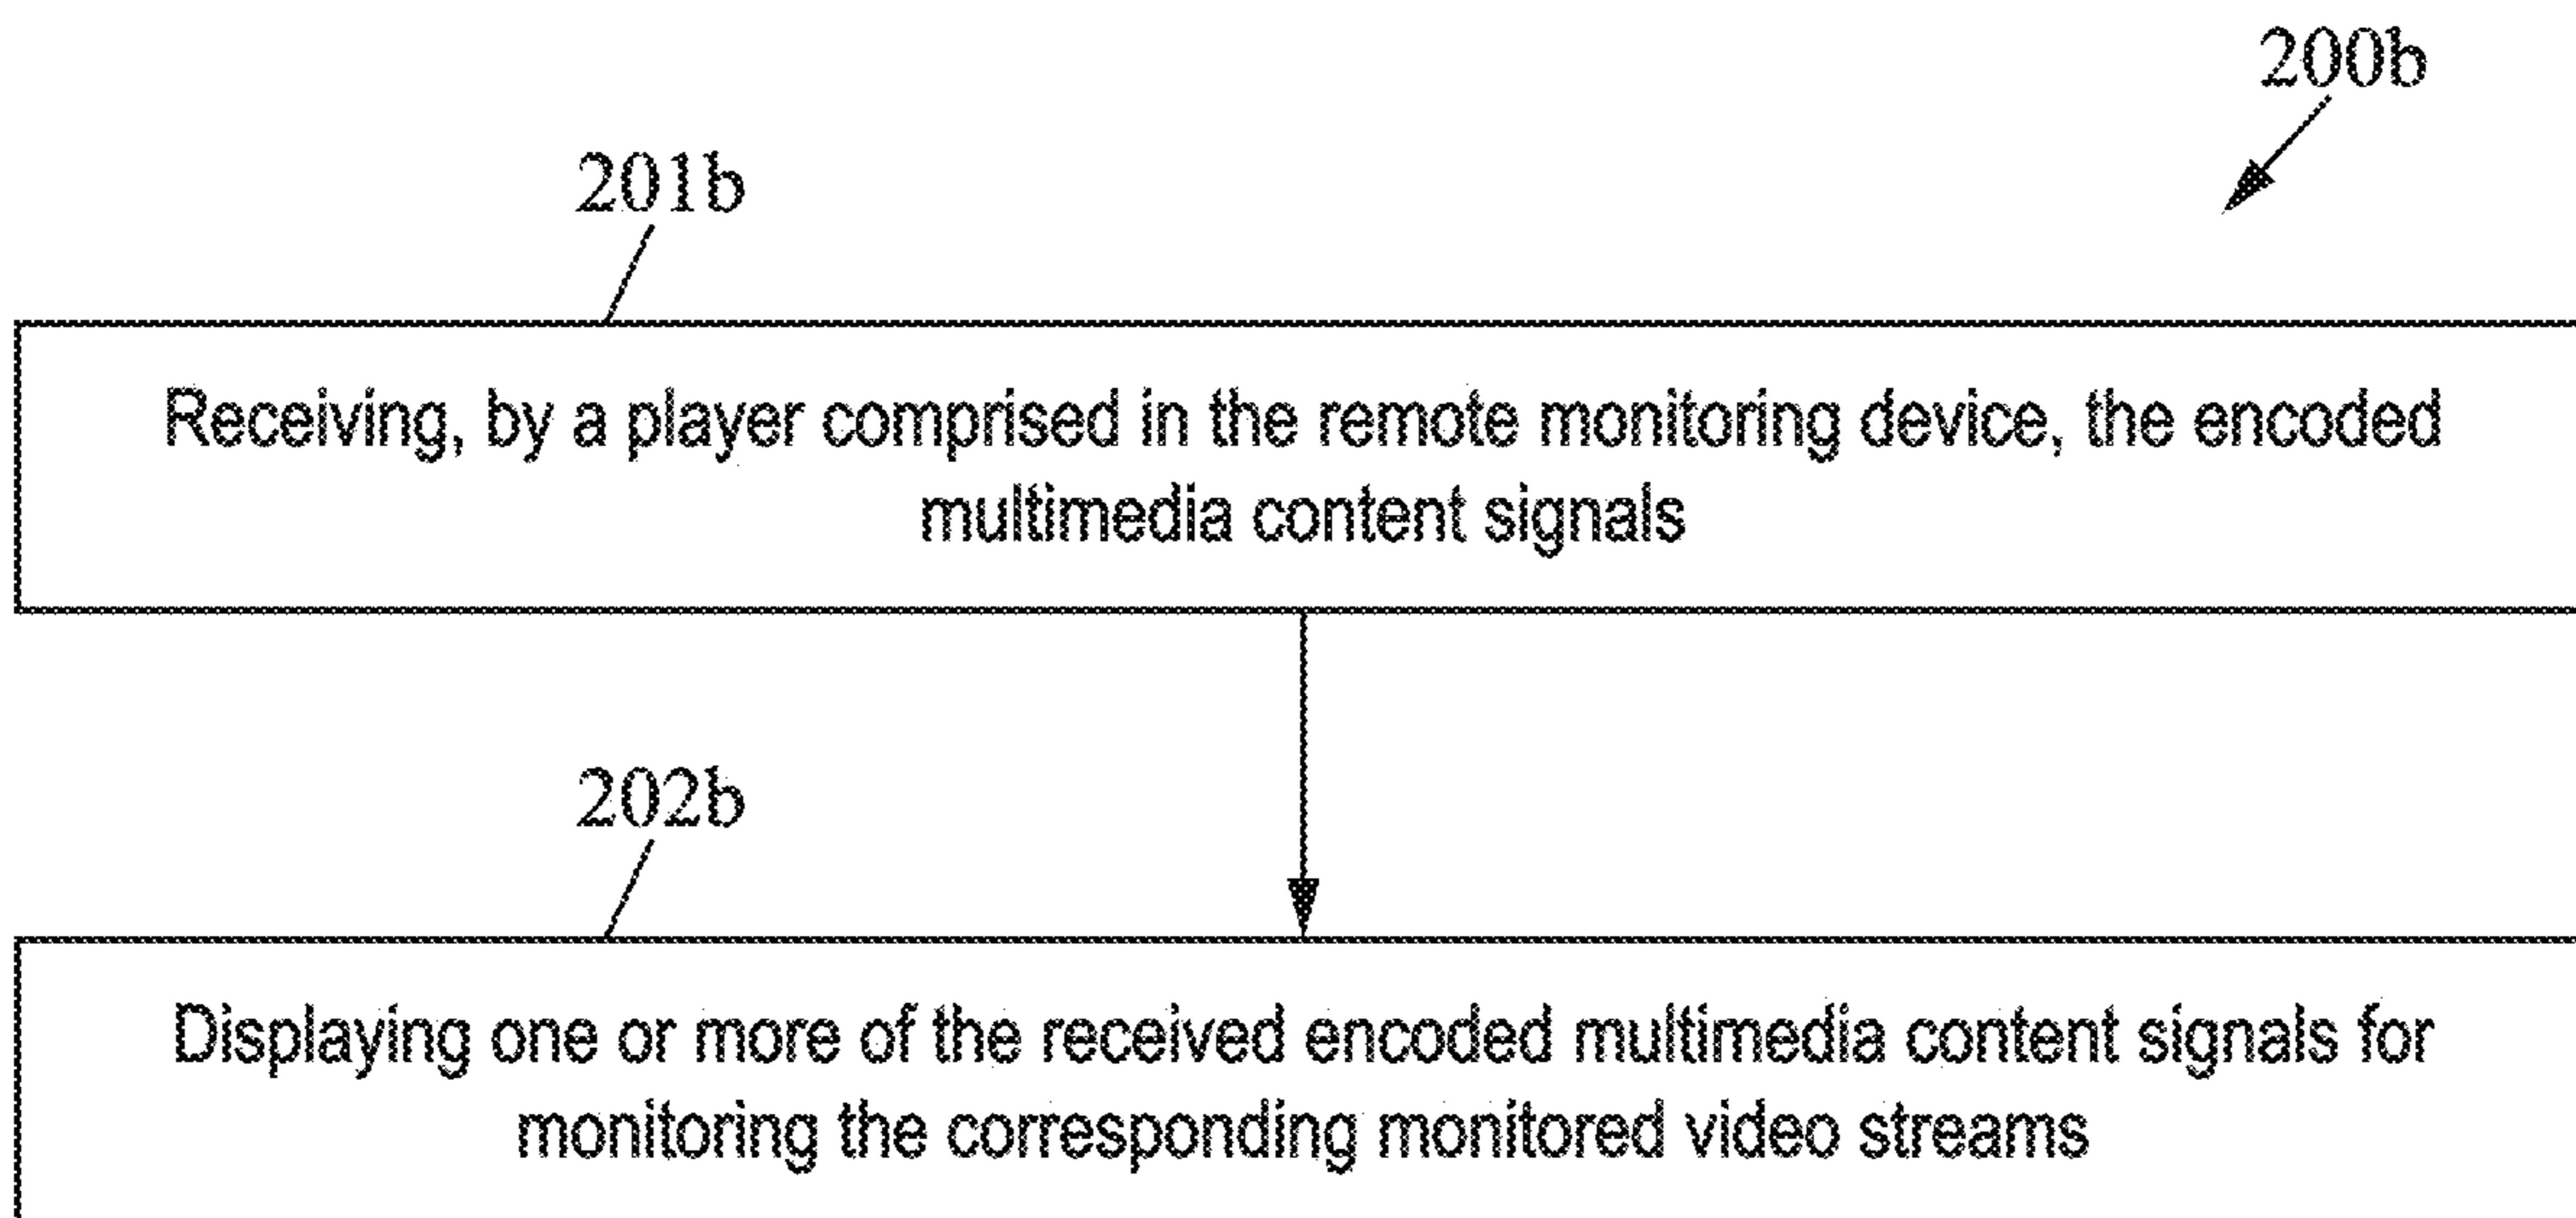 200b
201b
Receiving, by a player comprised in the remote monitoring device, the encoded
multimedia content signals
202b
Displaying one or more of the received encoded multimedia content signals for
monitoring the corresponding monitored video streams